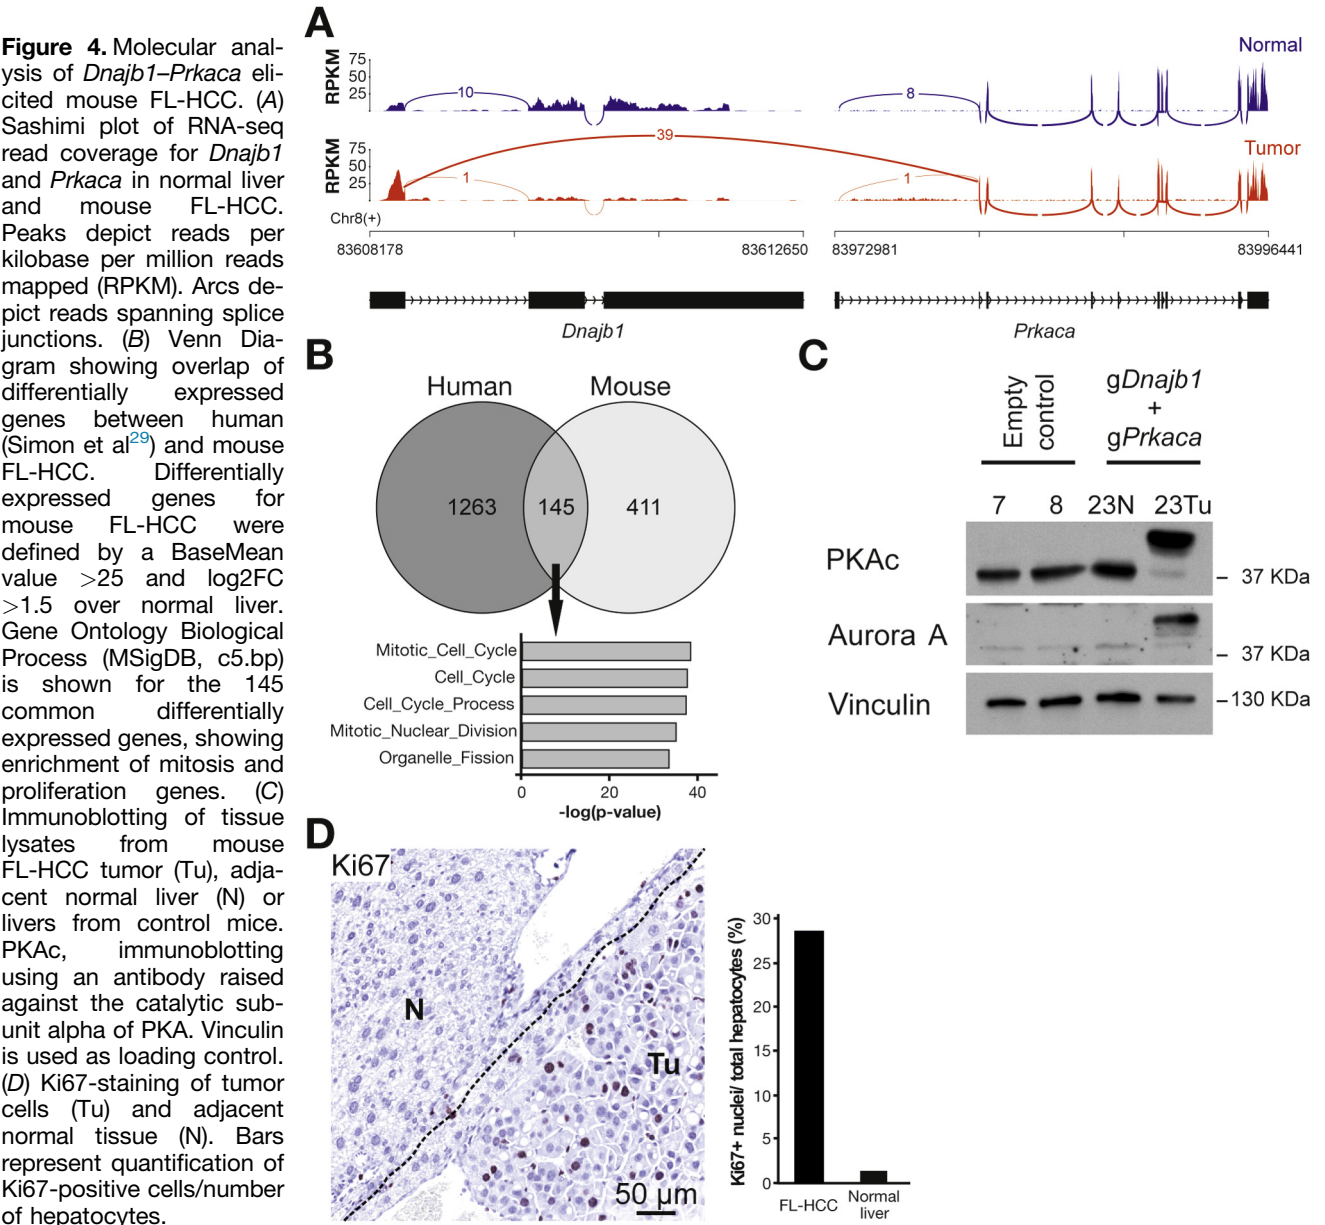 Figure 4. Molecular anal-
ysis of Dnajb1–Prkaca eli-
cited mouse FL-HCC. (A)
Sashimi plot of RNA-seq
read coverage for Dnajb1
and Prkaca in normal liver
and mouse FL-HCC.
Peaks depict reads per
kilobase per million reads
mapped (RPKM). Arcs de-
pict reads spanning splice
junctions. (B) Venn Dia-
gram showing overlap of
differentially expressed
genes between human
(Simon et al29) and mouse
FL-HCC. Differentially
expressed genes for
mouse FL-HCC were
defined by a BaseMean
value >25 and log2FC
>1.5 over normal liver.
Gene Ontology Biological
Process (MSigDB, c5.bp)
is shown for the 145
common differentially
expressed genes, showing
enrichment of mitosis and
proliferation genes. (C)
Immunoblotting of tissue
lysates from mouse
FL-HCC tumor (Tu), adja-
cent normal liver (N) or
livers from control mice.
PKAc, immunoblotting
using an antibody raised
against the catalytic sub-
unit alpha of PKA. Vinculin
is used as loading control.
(D) Ki67-staining of tumor
cells (Tu) and adjacent
normal tissue (N). Bars
represent quantification of
Ki67-positive cells/number
of hepatocytes.
A
Normal
RPKM
75
50
25
10
8
Tumor
RPKM
75
50
25
39
1
1
Chr8(+)
83608178
83612650
83972981
83996441
Dnajb1
Prkaca
B
Human
Mouse
1263
145
411
Mitotic_Cell_Cycle
Cell_Cycle
Cell_Cycle_Process
Mitotic_Nuclear_Division
Organelle_Fission
0
20
40
-log(p-value)
C
Empty
control
gDnajb1
+
gPrkaca
7
8
23N
23Tu
PKAc
– 37 KDa
Aurora A
– 37 KDa
Vinculin
–130 KDa
D
Ki67
N
Tu
50 µm
Ki67+ nuclei/ total hepatocytes (%)
30
25
20
15
10
5
0
FL-HCC
Normal
liver